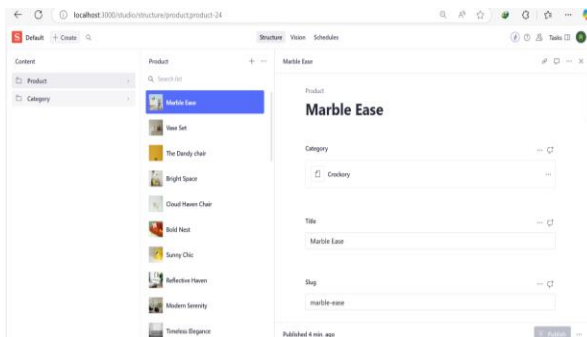 localhost:3000/studio/structure/product;product-24
S Default + Create
Structure Vision Schedules
Tasks
Content
Product
Category
Product
Search list
Marble Ease
Vase Set
The Dandy chair
Bright Space
Cloud Haven Chair
Bold Nest
Sunny Chic
Reflective Haven
Modern Serenity
Timeless Elegance
Marble Ease
Product
Marble Ease
Category
Crockory
Title
Marble Ease
Slug
marble-ease
Published 4 min. ago
Publish